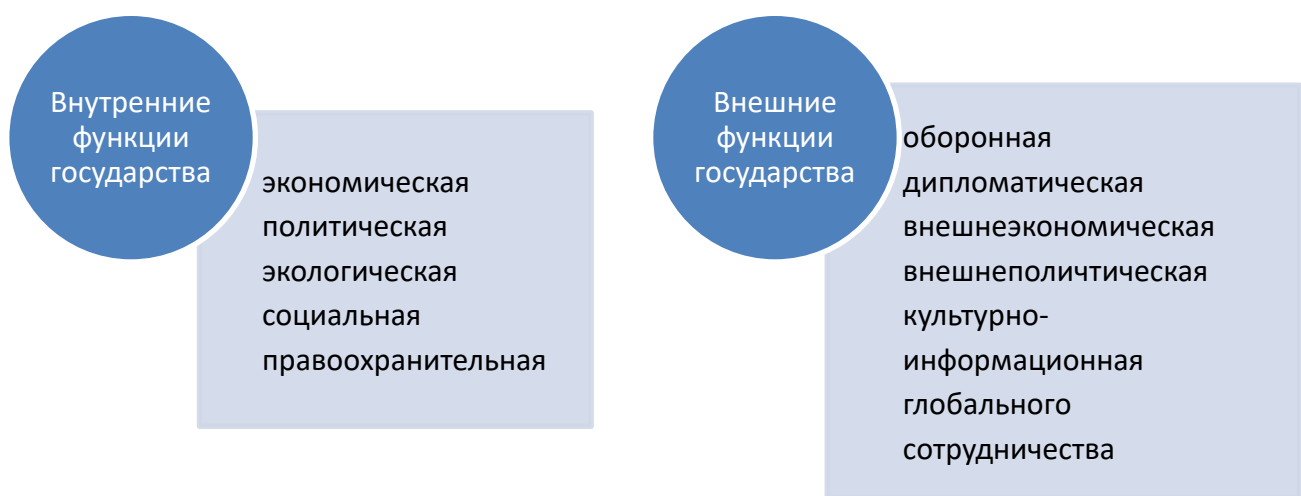 Внутренние
функции
государства
экономическая
политическая
экологическая
социальная
правоохранительная
Внешние
функции
государства
оборонная
дипломатическая
внешнеэкономическая
внешнеполичтическая
культурно-
информационная
глобального
сотрудничества